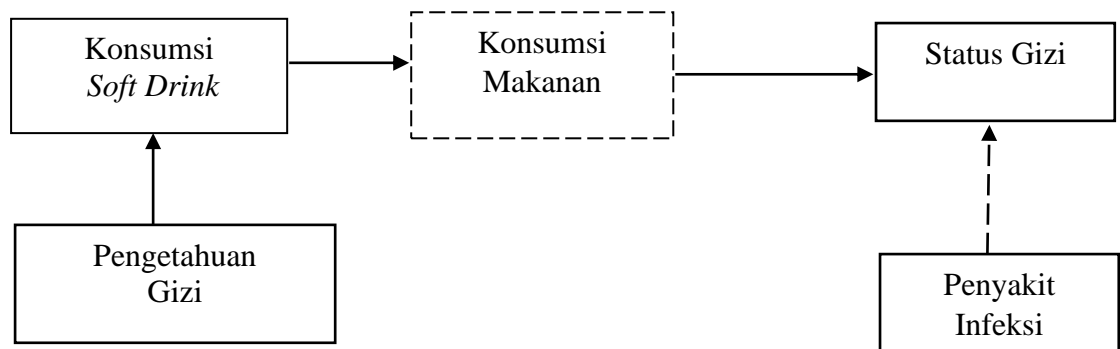 Konsumsi
Soft Drink
Konsumsi
Makanan
Status Gizi
Pengetahuan
Gizi
Penyakit
Infeksi